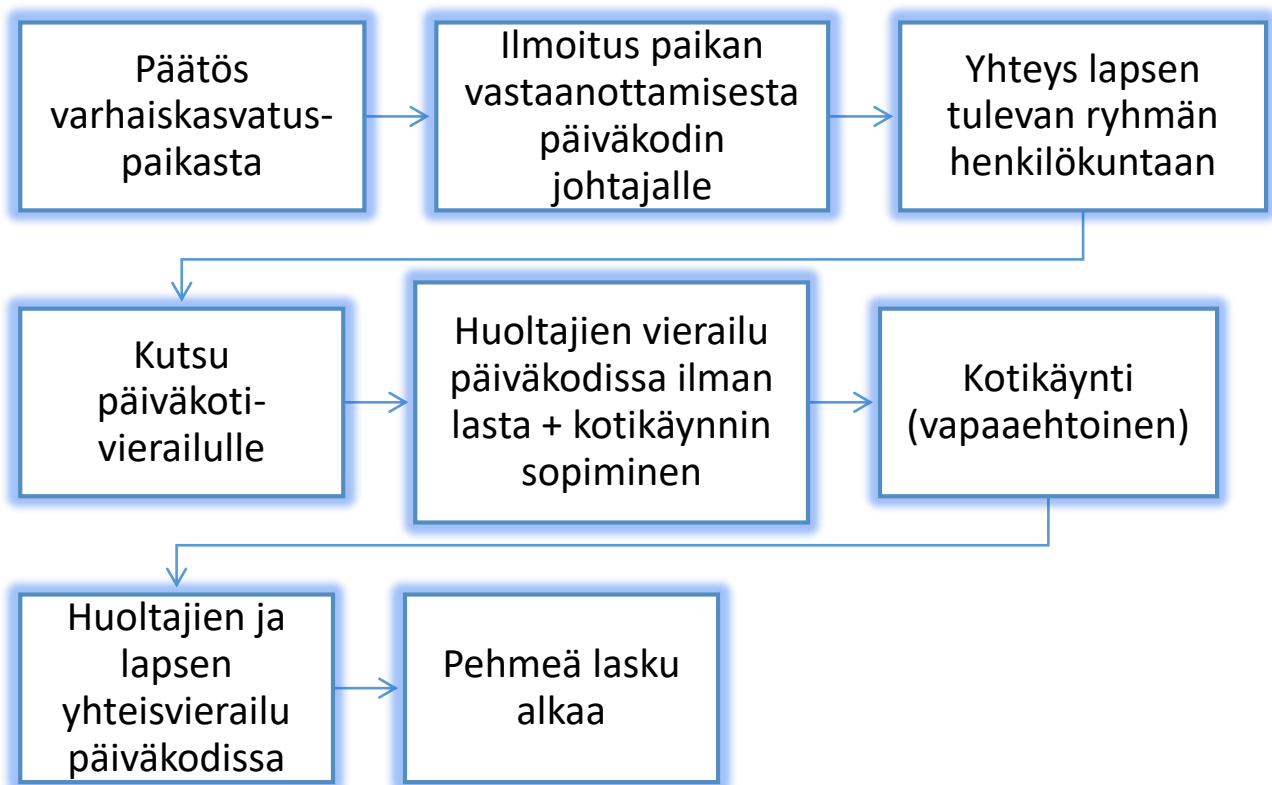 Päätös
varhaiskasvatus-
paikasta
Ilmoitus paikan
vastaanottamisesta
päiväkodin
johtajalle
Yhteys lapsen
tulevan ryhmän
henkilökuntaan
Kutsu
päiväkoti-
vierailulle
Huoltajien vierailu
päiväkodissa ilman
lasta + kotikäynnin
sopiminen
Kotikäynti
(vapaaehtoinen)
Huoltajien ja
lapsen
yhteisvierailu
päiväkodissa
Pehmeä lasku
alkaa